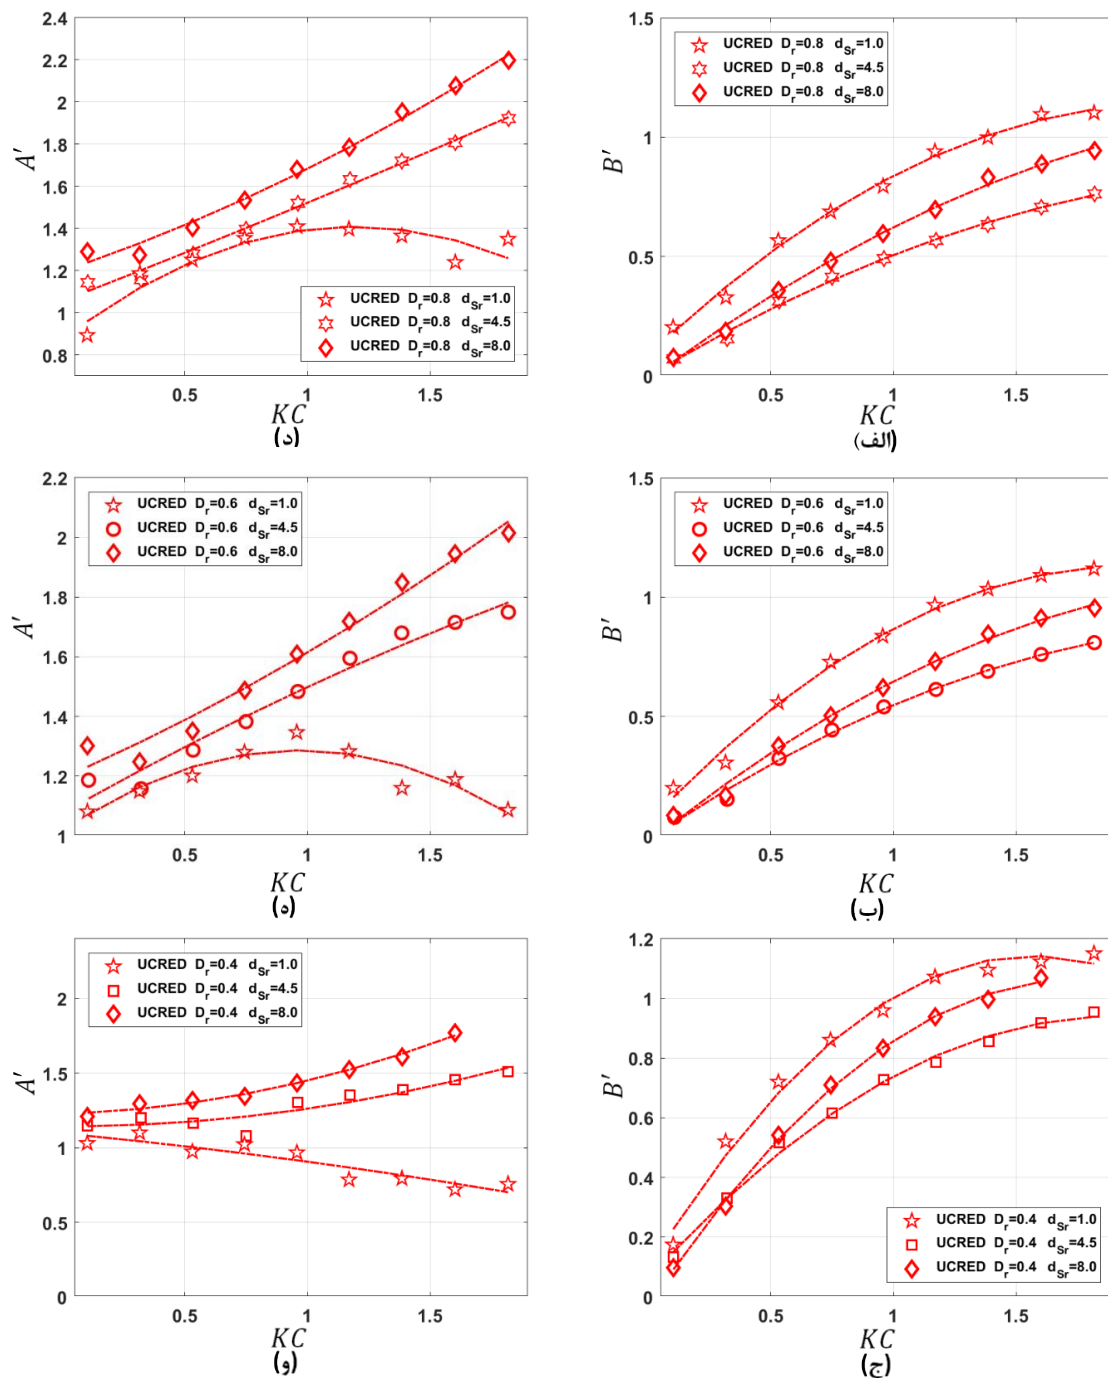 2.4
2.2
2
1.8
1.6
1.4
1.2
1
0.8
A′
UCRED D_r=0.8 d_Sr=1.0
UCRED D_r=0.8 d_Sr=4.5
UCRED D_r=0.8 d_Sr=8.0
0.5 1 1.5
KC
(د)
1.5
1
0.5
0
B′
UCRED D_r=0.8 d_Sr=1.0
UCRED D_r=0.8 d_Sr=4.5
UCRED D_r=0.8 d_Sr=8.0
0.5 1 1.5
KC
(الف)
2.2
2
1.8
1.6
1.4
1.2
1
A′
UCRED D_r=0.6 d_Sr=1.0
UCRED D_r=0.6 d_Sr=4.5
UCRED D_r=0.6 d_Sr=8.0
0.5 1 1.5
KC
(ه)
1.5
1
0.5
0
B′
UCRED D_r=0.6 d_Sr=1.0
UCRED D_r=0.6 d_Sr=4.5
UCRED D_r=0.6 d_Sr=8.0
0.5 1 1.5
KC
(ب)
2
1.5
1
0.5
0
A′
UCRED D_r=0.4 d_Sr=1.0
UCRED D_r=0.4 d_Sr=4.5
UCRED D_r=0.4 d_Sr=8.0
0.5 1 1.5
KC
(و)
1.2
1
0.8
0.6
0.4
0.2
0
B′
UCRED D_r=0.4 d_Sr=1.0
UCRED D_r=0.4 d_Sr=4.5
UCRED D_r=0.4 d_Sr=8.0
0.5 1 1.5
KC
(ج)